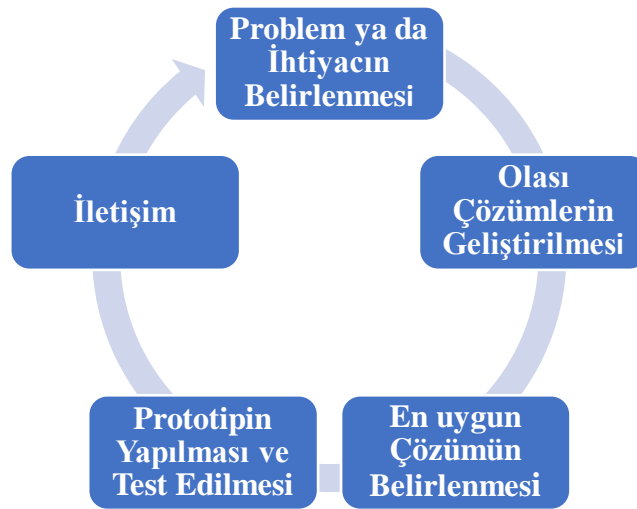 Problem ya da
İhtiyacın
Belirlenmesi
Olası
Çözümlerin
Geliştirilmesi
En uygun
Çözümün
Belirlenmesi
Prototipin
Yapılması ve
Test Edilmesi
İletişim